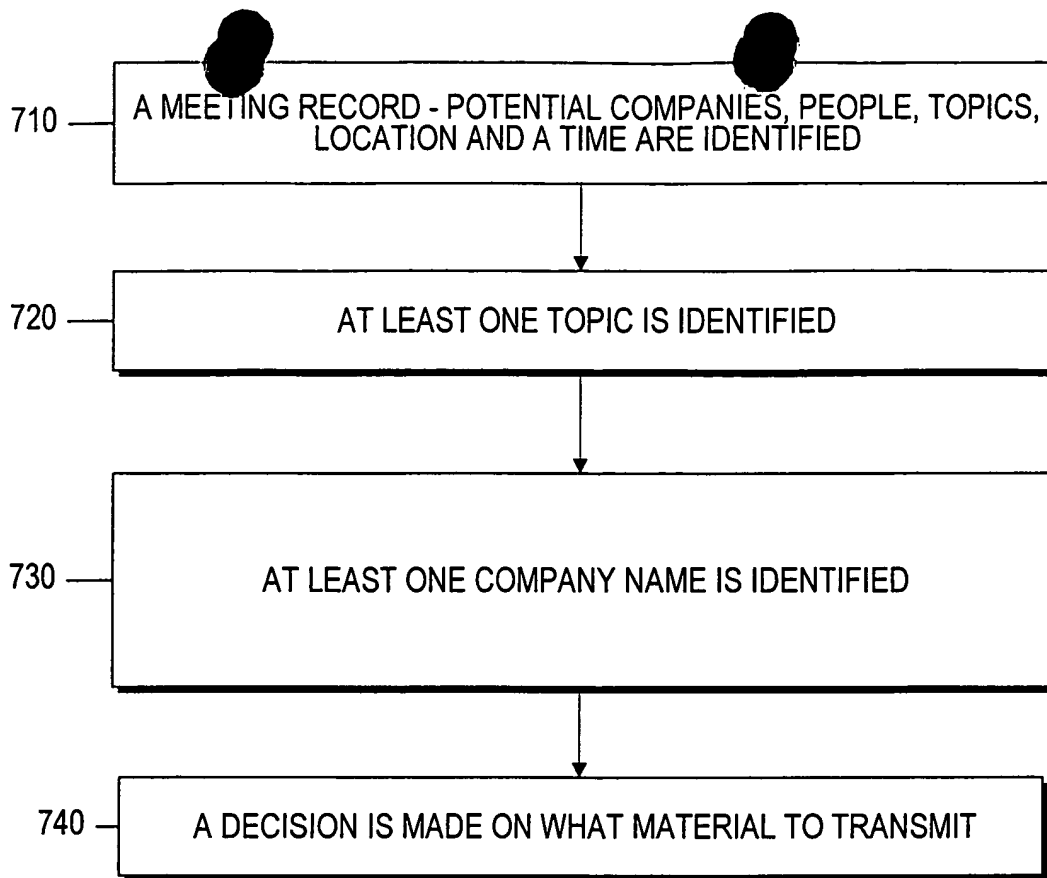 710
A MEETING RECORD - POTENTIAL COMPANIES, PEOPLE, TOPICS,
LOCATION AND A TIME ARE IDENTIFIED
720
AT LEAST ONE TOPIC IS IDENTIFIED
730
AT LEAST ONE COMPANY NAME IS IDENTIFIED
740
A DECISION IS MADE ON WHAT MATERIAL TO TRANSMIT